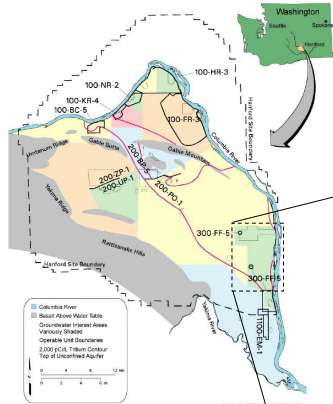 Washington
Seattle
Spokane
Hanford
100-HR-3
100-NR-2
100-KR-4
100-BC-5
100-FR-3
Hanford Site Boundary
Columbia River
Gable Butte
Gable Mountain
Umtanum Ridge
200-BP-5
200-ZP-1
200-UP-1
200-PO-1
Yakima Ridge
Rattlesnake Hills
300-FF-5
300-FF-5
Hanford Site Boundary
Yakima River
1100-EM-1
Columbia River
Basalt Above Water Table
Groundwater Interest Areas
Variously Shaded
Operable Unit Boundaries
2,000 pCi/L Tritium Contour
Top of Unconfined Aquifer